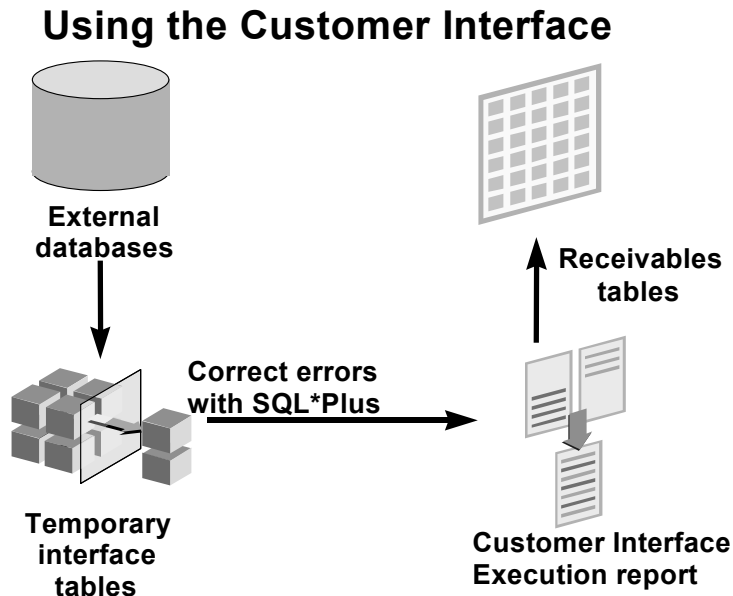 Using the Customer Interface
External
databases
Receivables
tables
Correct errors
with SQL*Plus
Temporary
interface
tables
Customer Interface
Execution report